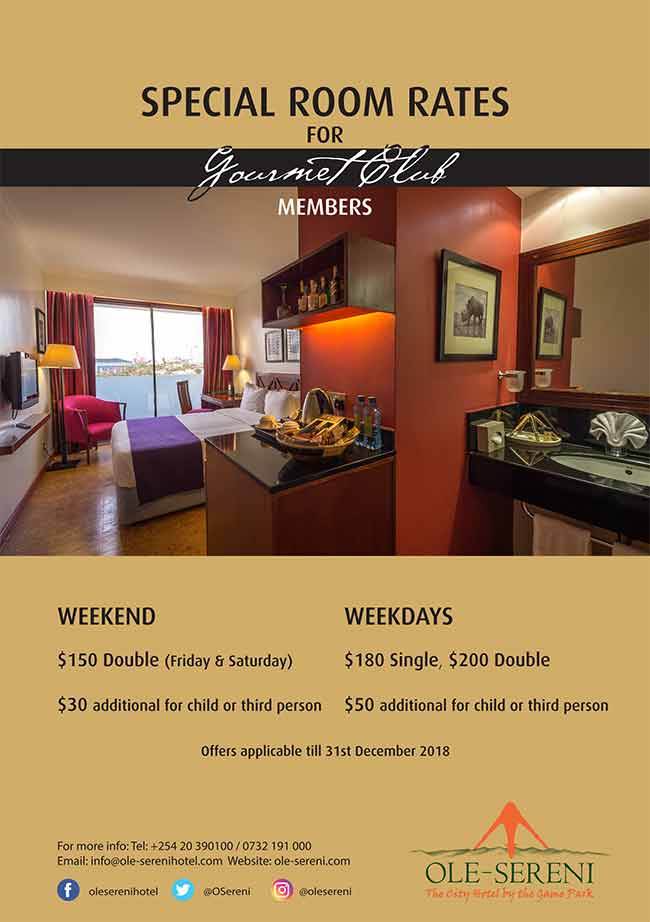 SPECIAL ROOM RATES
FOR
Gourmet Club
MEMBERS
WEEKEND
$150 Double (Friday & Saturday)
$30 additional for child or third person
WEEKDAYS
$180 Single, $200 Double
$50 additional for child or third person
Offers applicable till 31st December 2018
For more info: Tel: +254 20 390100 / 0732 191 000
Email: info@ole-serenihotel.com Website: ole-sereni.com
oleserenihotel @OSereni @olesereni
OLE-SERENI
The City Hotel by the Game Park